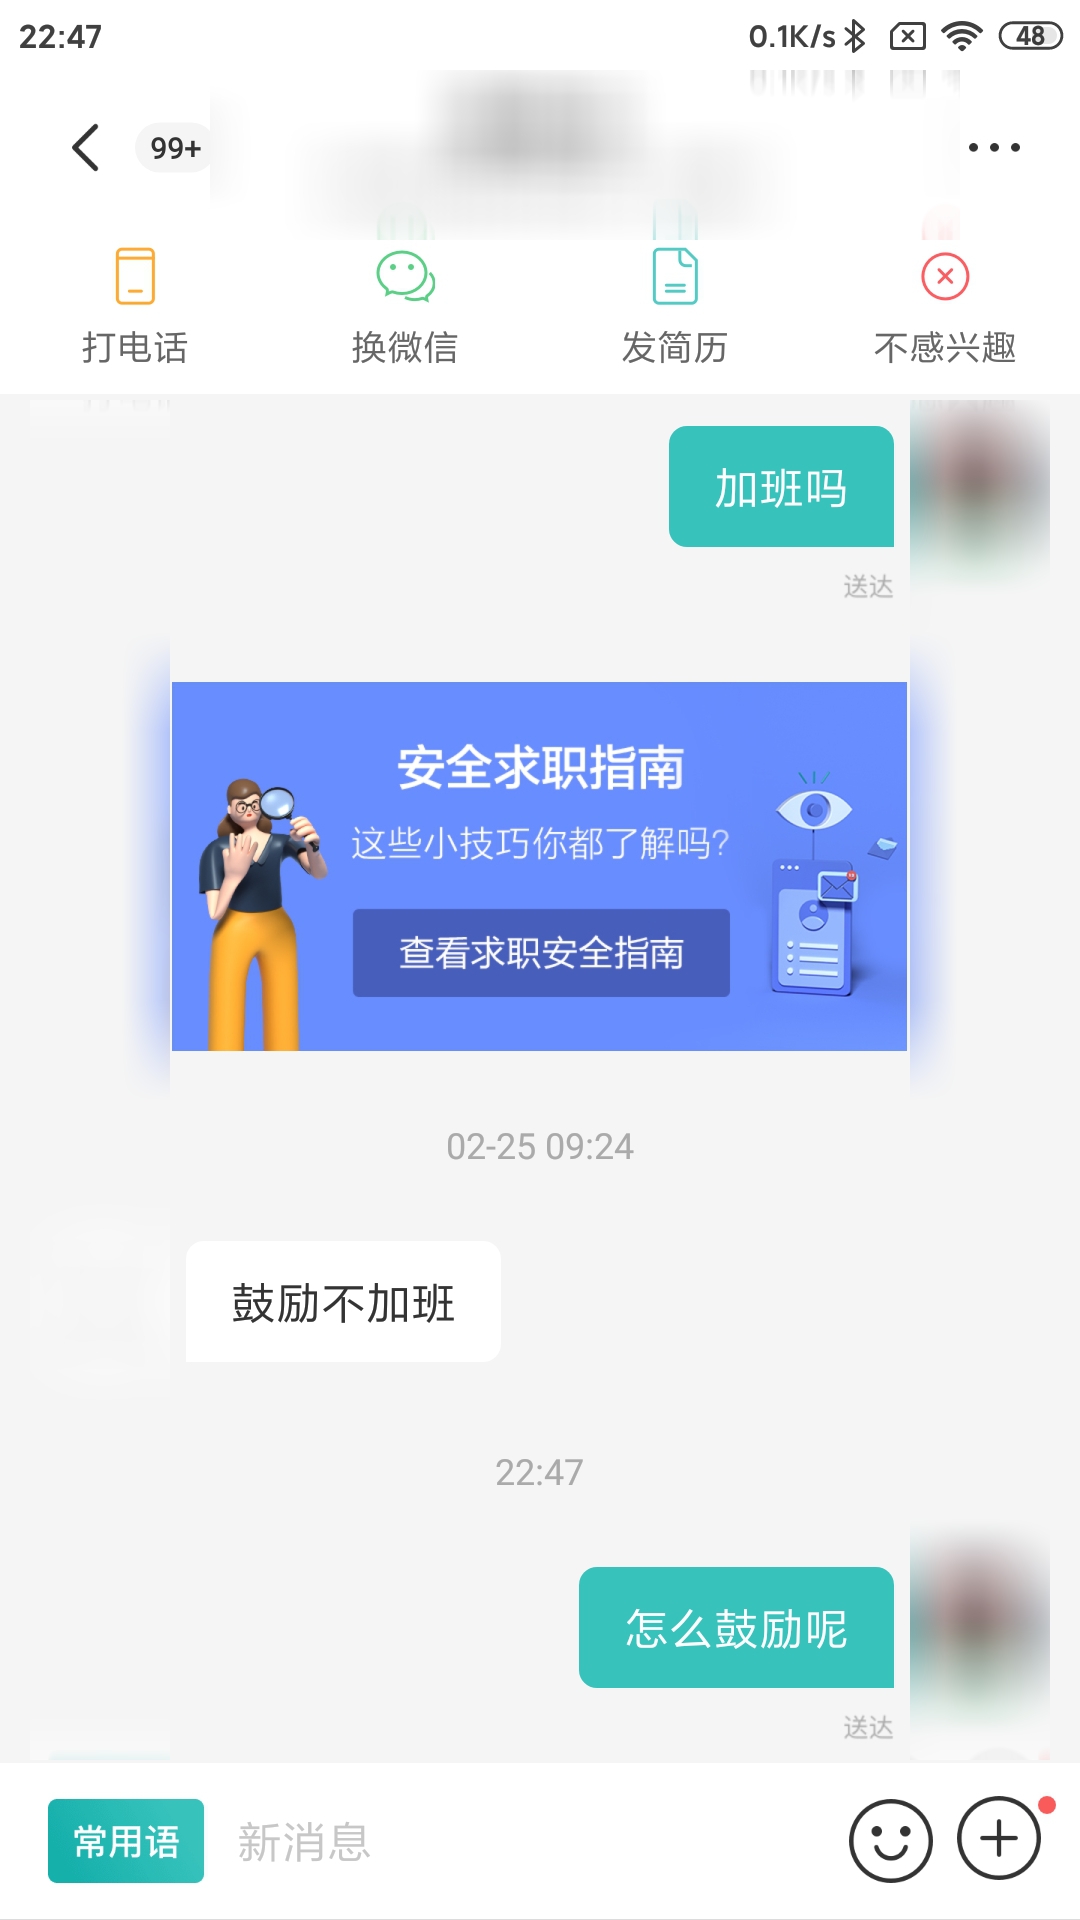 22:47
0.1K/s
48
99+
打电话
换微信
发简历
不感兴趣
加班吗
送达
安全求职指南
这些小技巧你都了解吗?
查看求职安全指南
02-25 09:24
鼓励不加班
22:47
怎么鼓励呢
送达
常用语
新消息